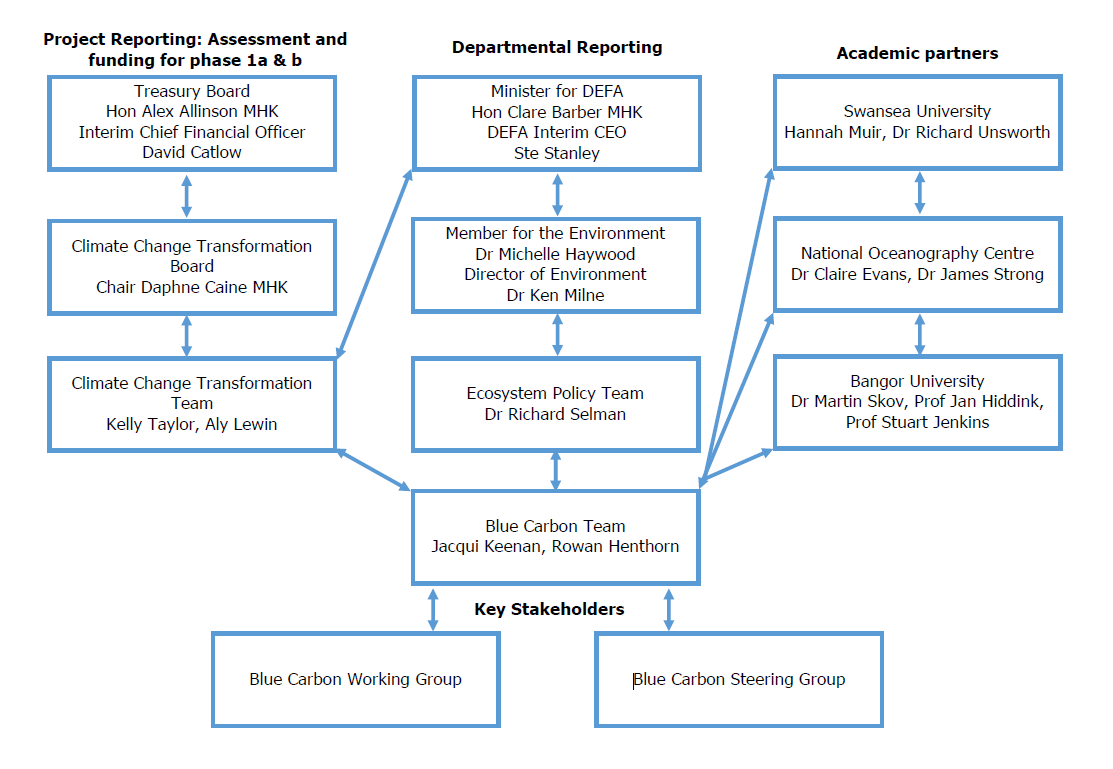 Project Reporting: Assessment and
funding for phase 1a & b
Treasury Board
Hon Alex Allinson MHK
Interim Chief Financial Officer
David Catlow
Climate Change Transformation
Board
Chair Daphne Caine MHK
Climate Change Transformation
Team
Kelly Taylor, Aly Lewin
Departmental Reporting
Minister for DEFA
Hon Clare Barber MHK
DEFA Interim CEO
Ste Stanley
Member for the Environment
Dr Michelle Haywood
Director of Environment
Dr Ken Milne
Ecosystem Policy Team
Dr Richard Selman
Blue Carbon Team
Jacqui Keenan, Rowan Henthorn
Academic partners
Swansea University
Hannah Muir, Dr Richard Unsworth
National Oceanography Centre
Dr Claire Evans, Dr James Strong
Bangor University
Dr Martin Skov, Prof Jan Hiddink,
Prof Stuart Jenkins
Key Stakeholders
Blue Carbon Working Group
Blue Carbon Steering Group